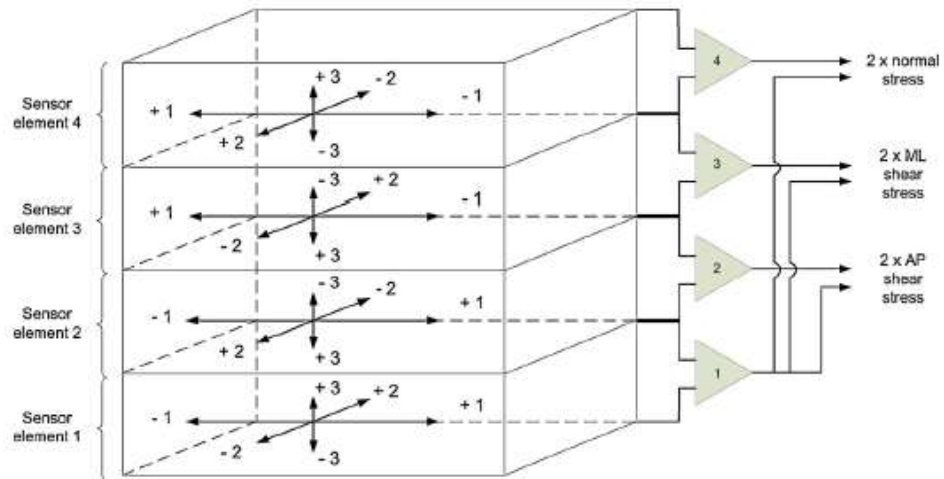 + 3
- 2
4
2 x normal
stress
Sensor
element 4
+ 1
- 1
+ 2
- 3
- 3
+ 2
3
2 x ML
shear
stress
Sensor
element 3
+ 1
- 1
- 2
+ 3
- 3
- 2
2
2 x AP
shear
stress
Sensor
element 2
- 1
+ 1
+ 2
+ 3
+ 3
+ 2
1
Sensor
element 1
- 1
+ 1
- 2
- 3